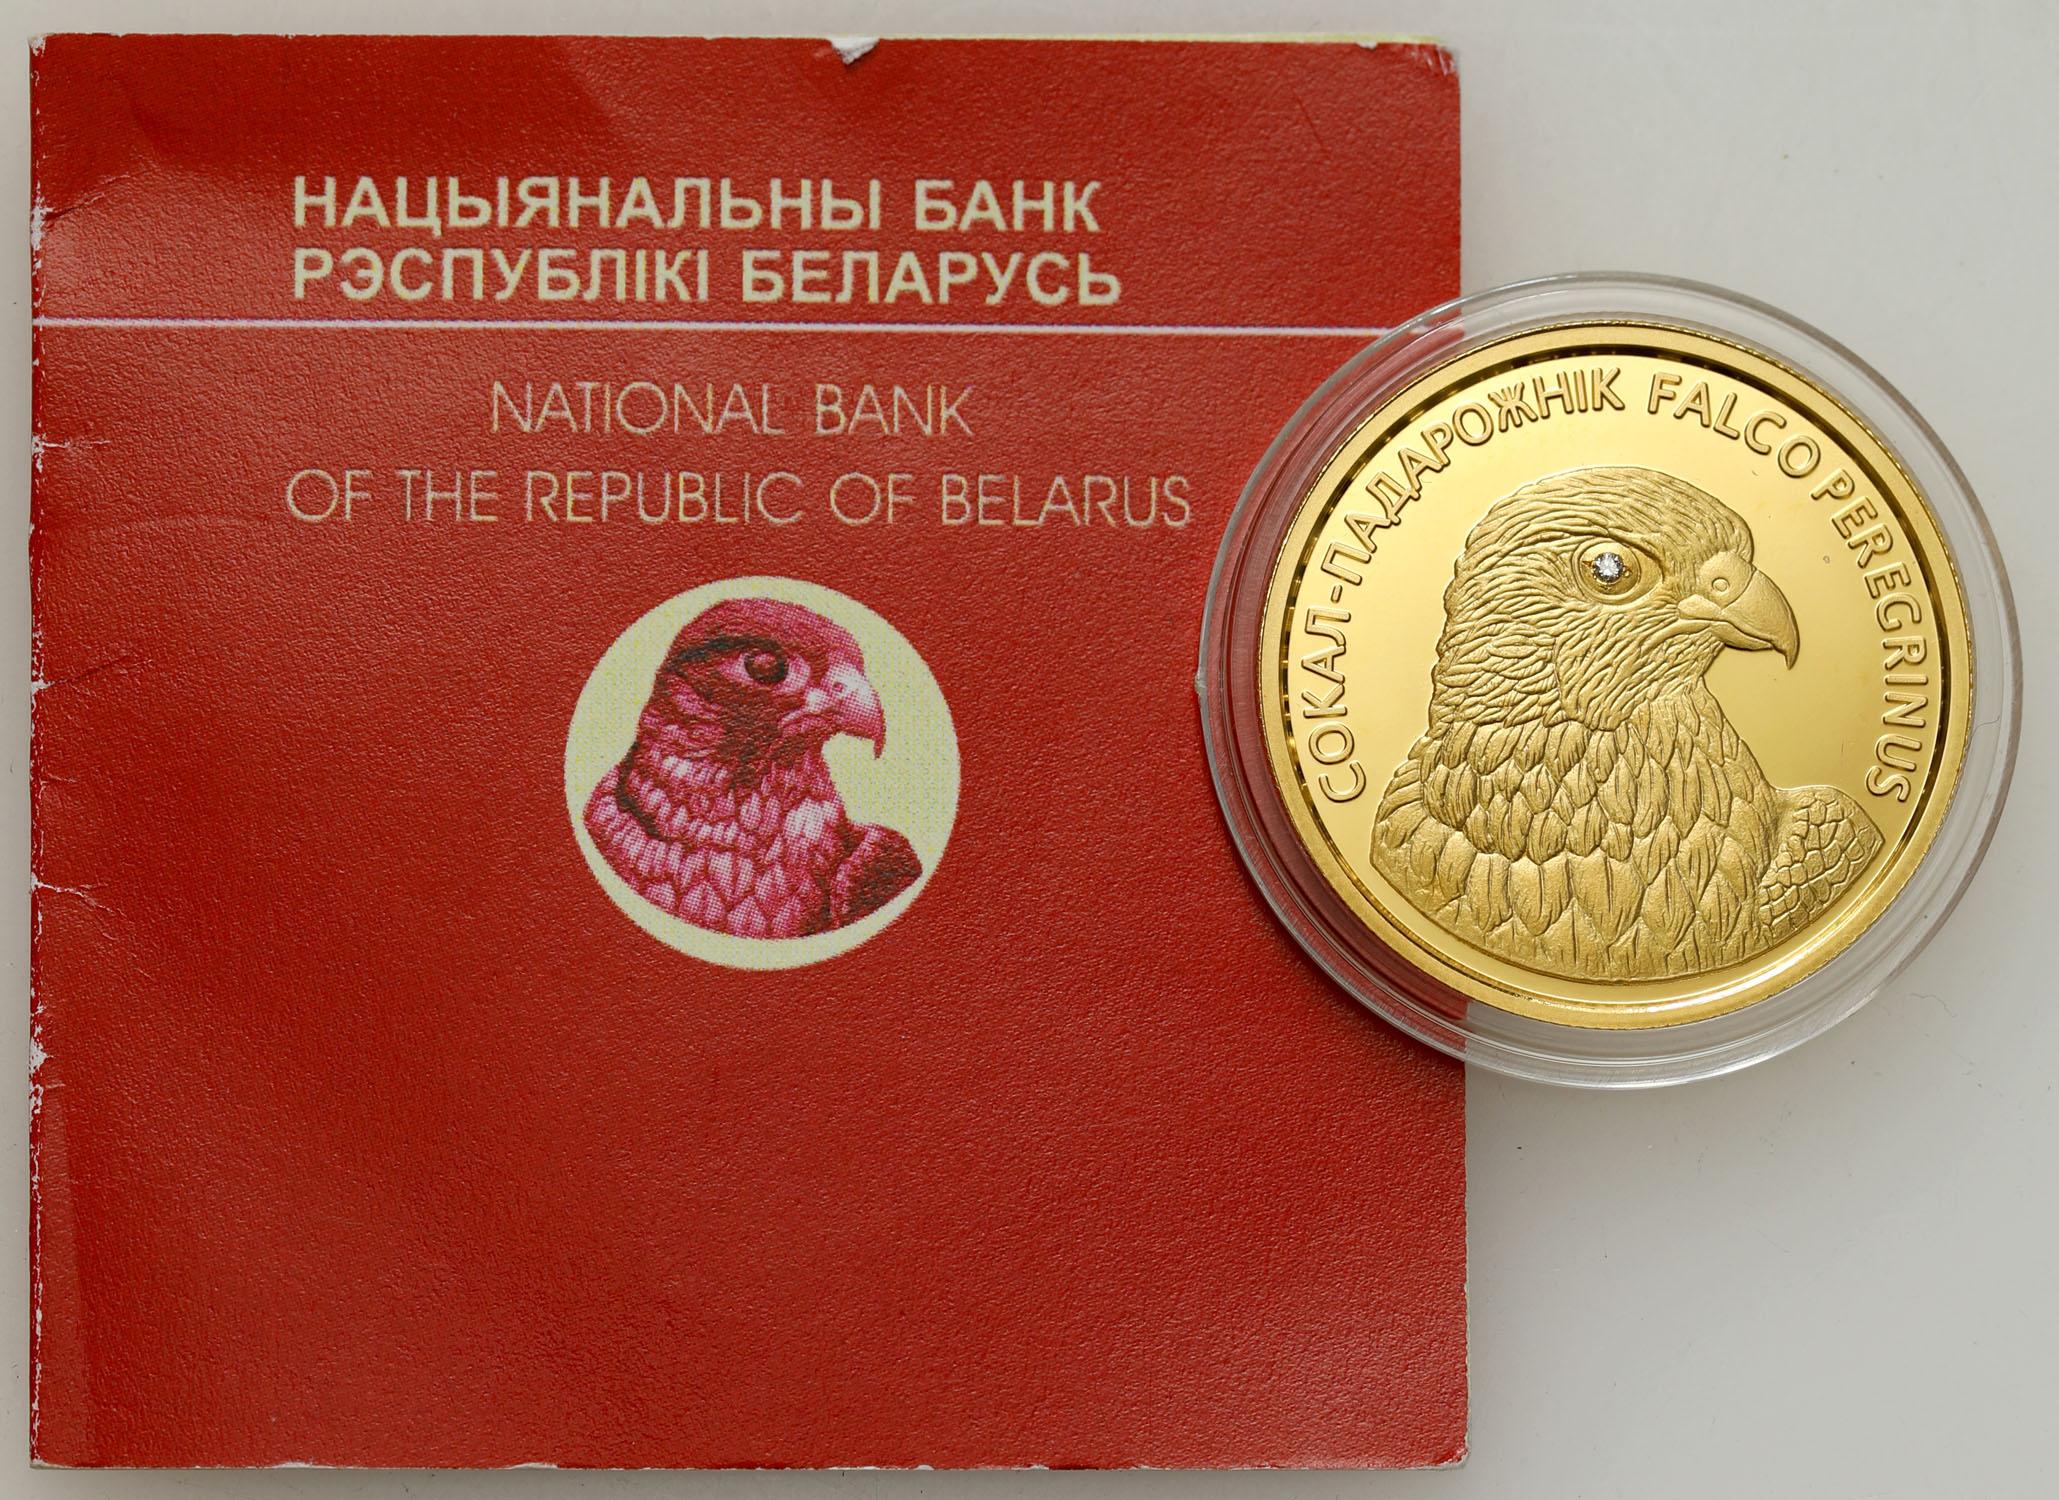 НАЦЫЯНАЛЬНЫ БАНК
РЭСПУБЛІКІ БЕЛАРУСЬ
NATIONAL BANK
OF THE REPUBLIC OF BELARUS
СОКАЛ-ПАДАРОЖНІК FALCO PEREGRINUS